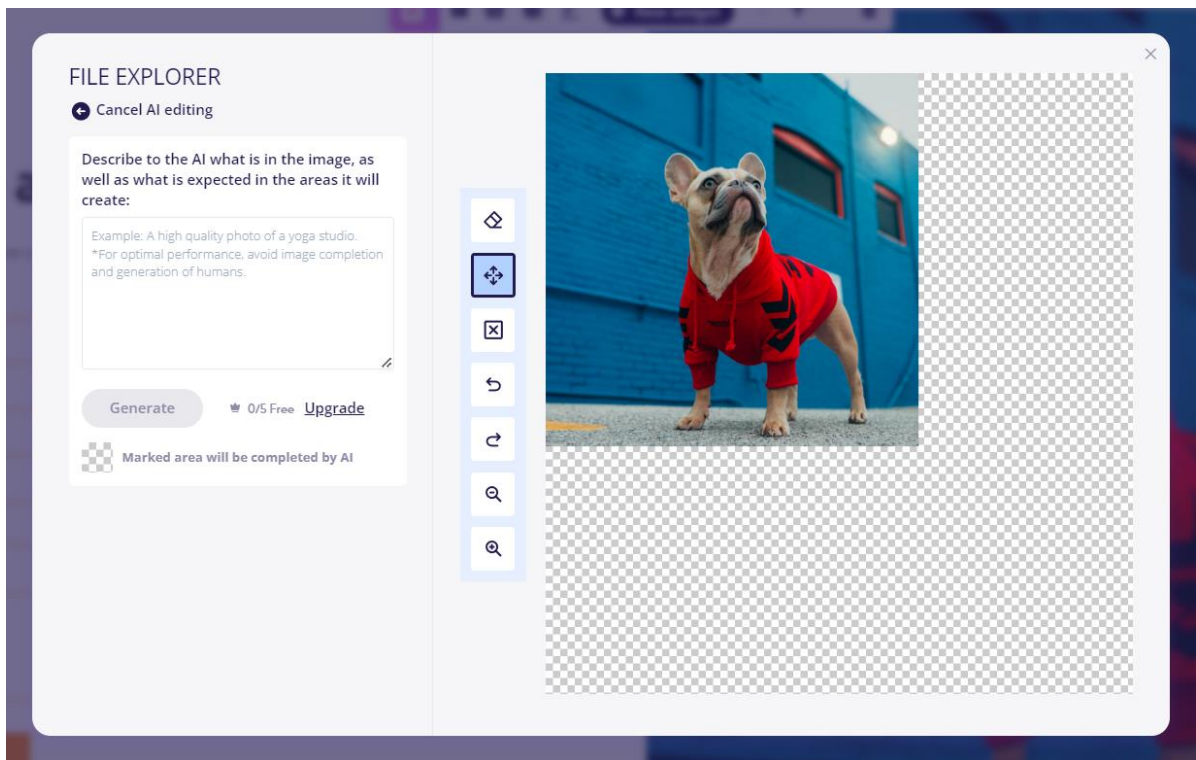 FILE EXPLORER
Cancel AI editing
Describe to the AI what is in the image, as
well as what is expected in the areas it will
create:
Example: A high quality photo of a yoga studio.
*For optimal performance, avoid image completion
and generation of humans.
Generate
0/5 Free Upgrade
Marked area will be completed by AI